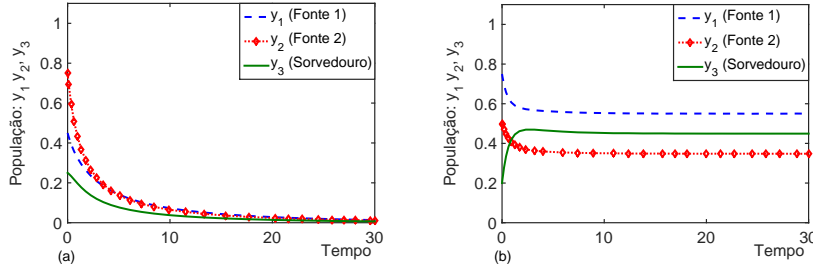 y1 (Fonte 1)
y2 (Fonte 2)
y3 (Sorvedouro)
População: y1 y2, y3
1
0.8
0.6
0.4
0.2
0
0 10 20 30
Tempo
(a)
y1 (Fonte 1)
y2 (Fonte 2)
y3 (Sorvedouro)
População: y1 y2, y3
1
0.8
0.6
0.4
0.2
0
0 10 20 30
Tempo
(b)